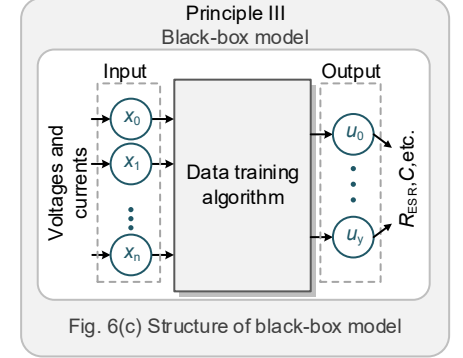 Principle III
Black-box model
Input
Output
Voltages and
currents
x0
x1
xn
Data training
algorithm
u0
uy
RESR,C,etc.
Fig. 6(c) Structure of black-box model